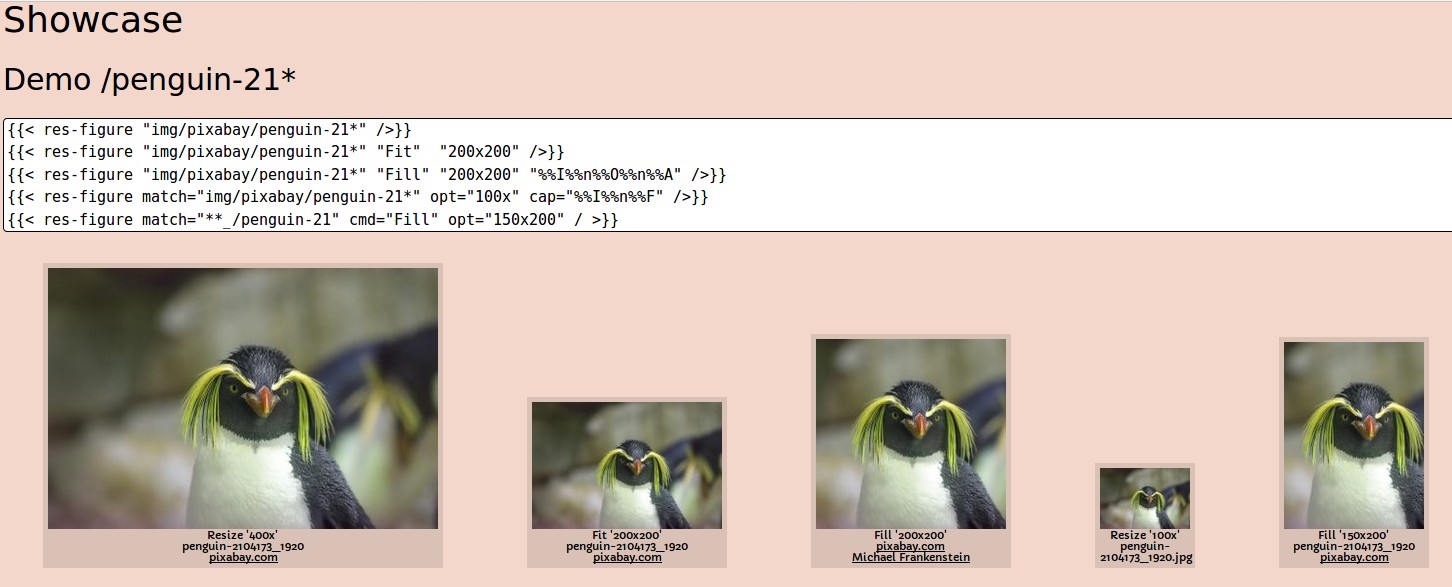 Showcase
Demo /penguin-21*
{{< res-figure "img/pixabay/penguin-21*" />}}
{{< res-figure "img/pixabay/penguin-21*" "Fit"  "200x200" />}}
{{< res-figure "img/pixabay/penguin-21*" "Fill" "200x200" "%%I%%n%%O%%n%%A" />}}
{{< res-figure match="img/pixabay/penguin-21*" opt="100x" cap="%%I%%n%%F" />}}
{{< res-figure match="**_/penguin-21" cmd="Fill" opt="150x200" / >}}
Resize '400x'
penguin-2104173_1920
pixabay.com
Fit '200x200'
penguin-2104173_1920
pixabay.com
Fill '200x200'
pixabay.com
Michael Frankenstein
Resize '100x'
penguin-
2104173_1920.jpg
Fill '150x200'
penguin-2104173_1920
pixabay.com